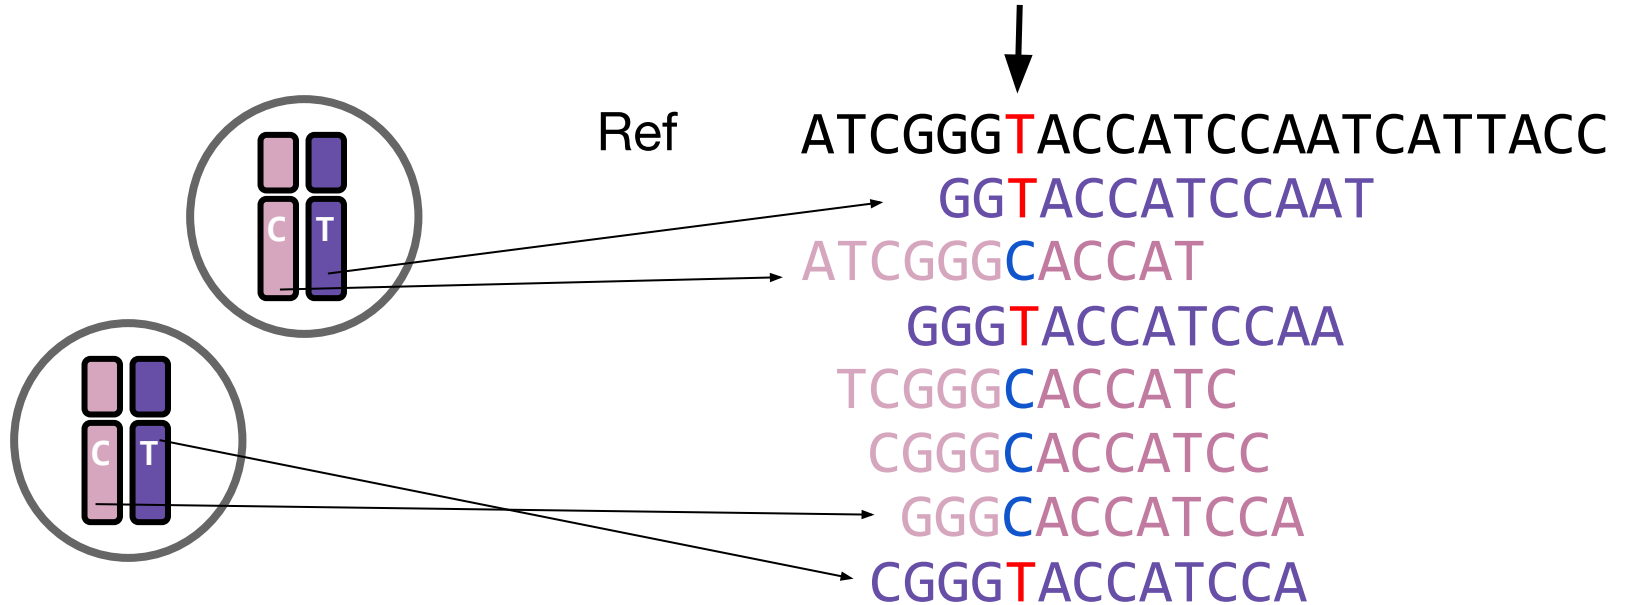 Ref ATCGGGTACCATCCAATCATTACC
GGTACCATCCAAT
ATCGGGCACCAT
C T
GGGTACCATCCAA
TCGGGCACCATC
CGGGCACCATCC
C T
GGGCACCATCCA
CGGGTACCATCCA